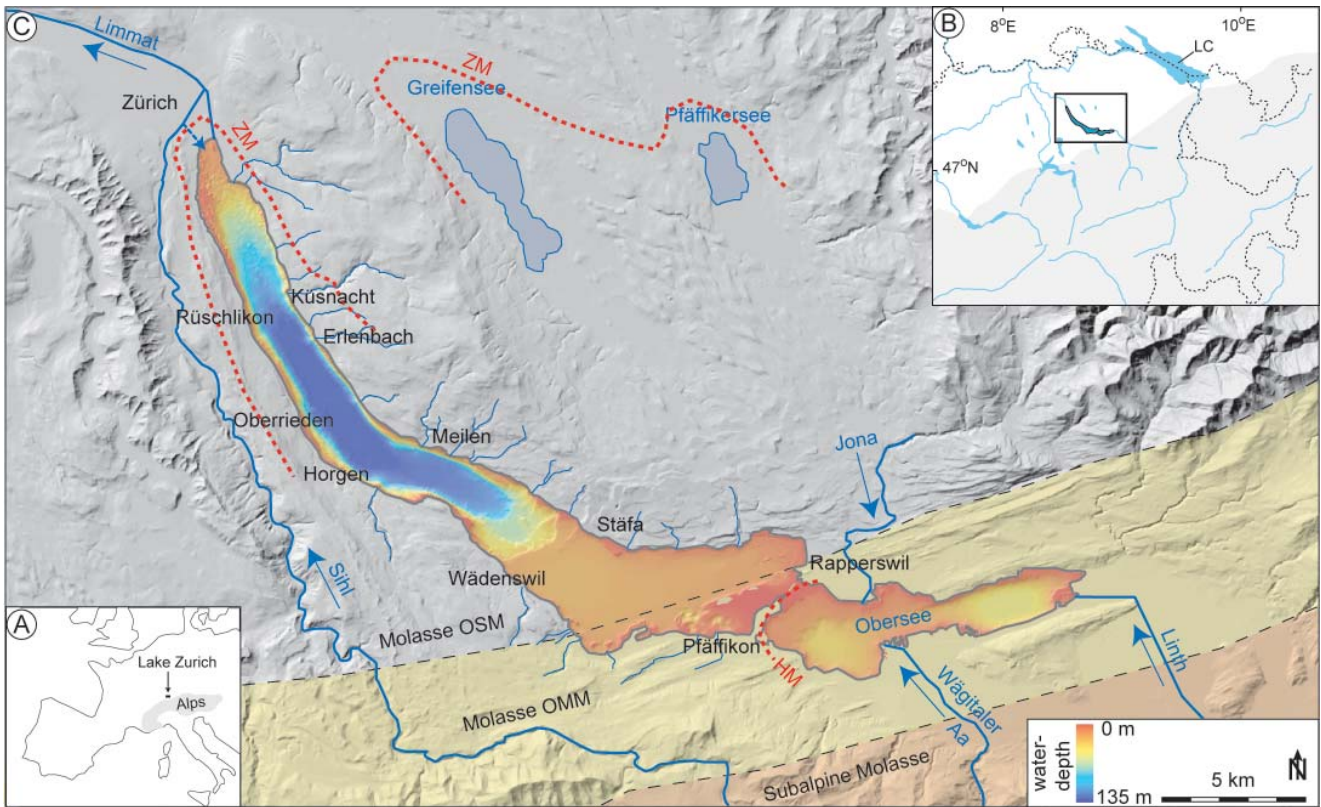 C
Limmat
Zürich
ZM
ZM
Greifensee
Pfäffikersee
B
8°E
10°E
LC
47°N
Küsnacht
Rüschlikon
Erlenbach
Oberrieden
Meilen
Horgen
Jona
Stäfa
Sihl
Wädenswil
Rapperswil
Molasse OSM
Obersee
Pfäffikon
HM
Linth
Wägitaler
Aa
Molasse OMM
Subalpine Molasse
A
Lake Zurich
Alps
water-
depth
0 m
135 m
5 km
N